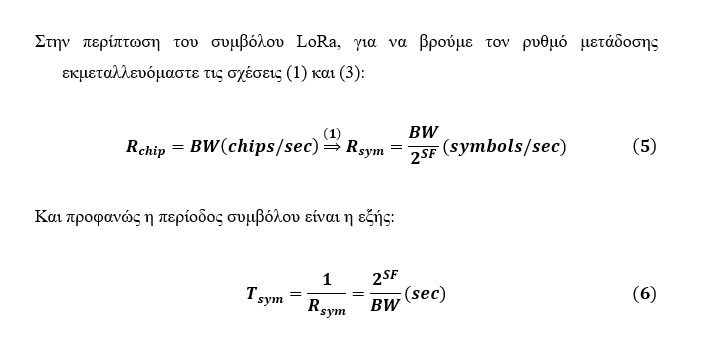 Στην περίπτωση του συμβόλου LoRa, για να βρούμε τον ρυθμό μετάδοσης
εκμεταλλευόμαστε τις σχέσεις (1) και (3):
R_chip = BW(chips/sec) ⇒^(1) R_sym = BW/2^SF (symbols/sec) (5)
Και προφανώς η περίοδος συμβόλου είναι η εξής:
T_sym = 1/R_sym = 2^SF/BW (sec) (6)